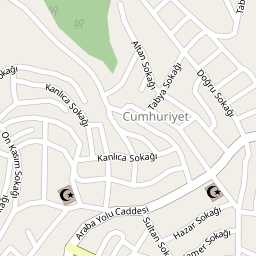 Altan Sokağı
Tabya Sokağı
Doğru Sokağı
Kanlıca Sokağı
Cumhuriyet
On Kasım Sokağı
Kanlıca Sokağı
Araba Yolu Caddesi
Sultan
Hazar Sokağı
Sokağı